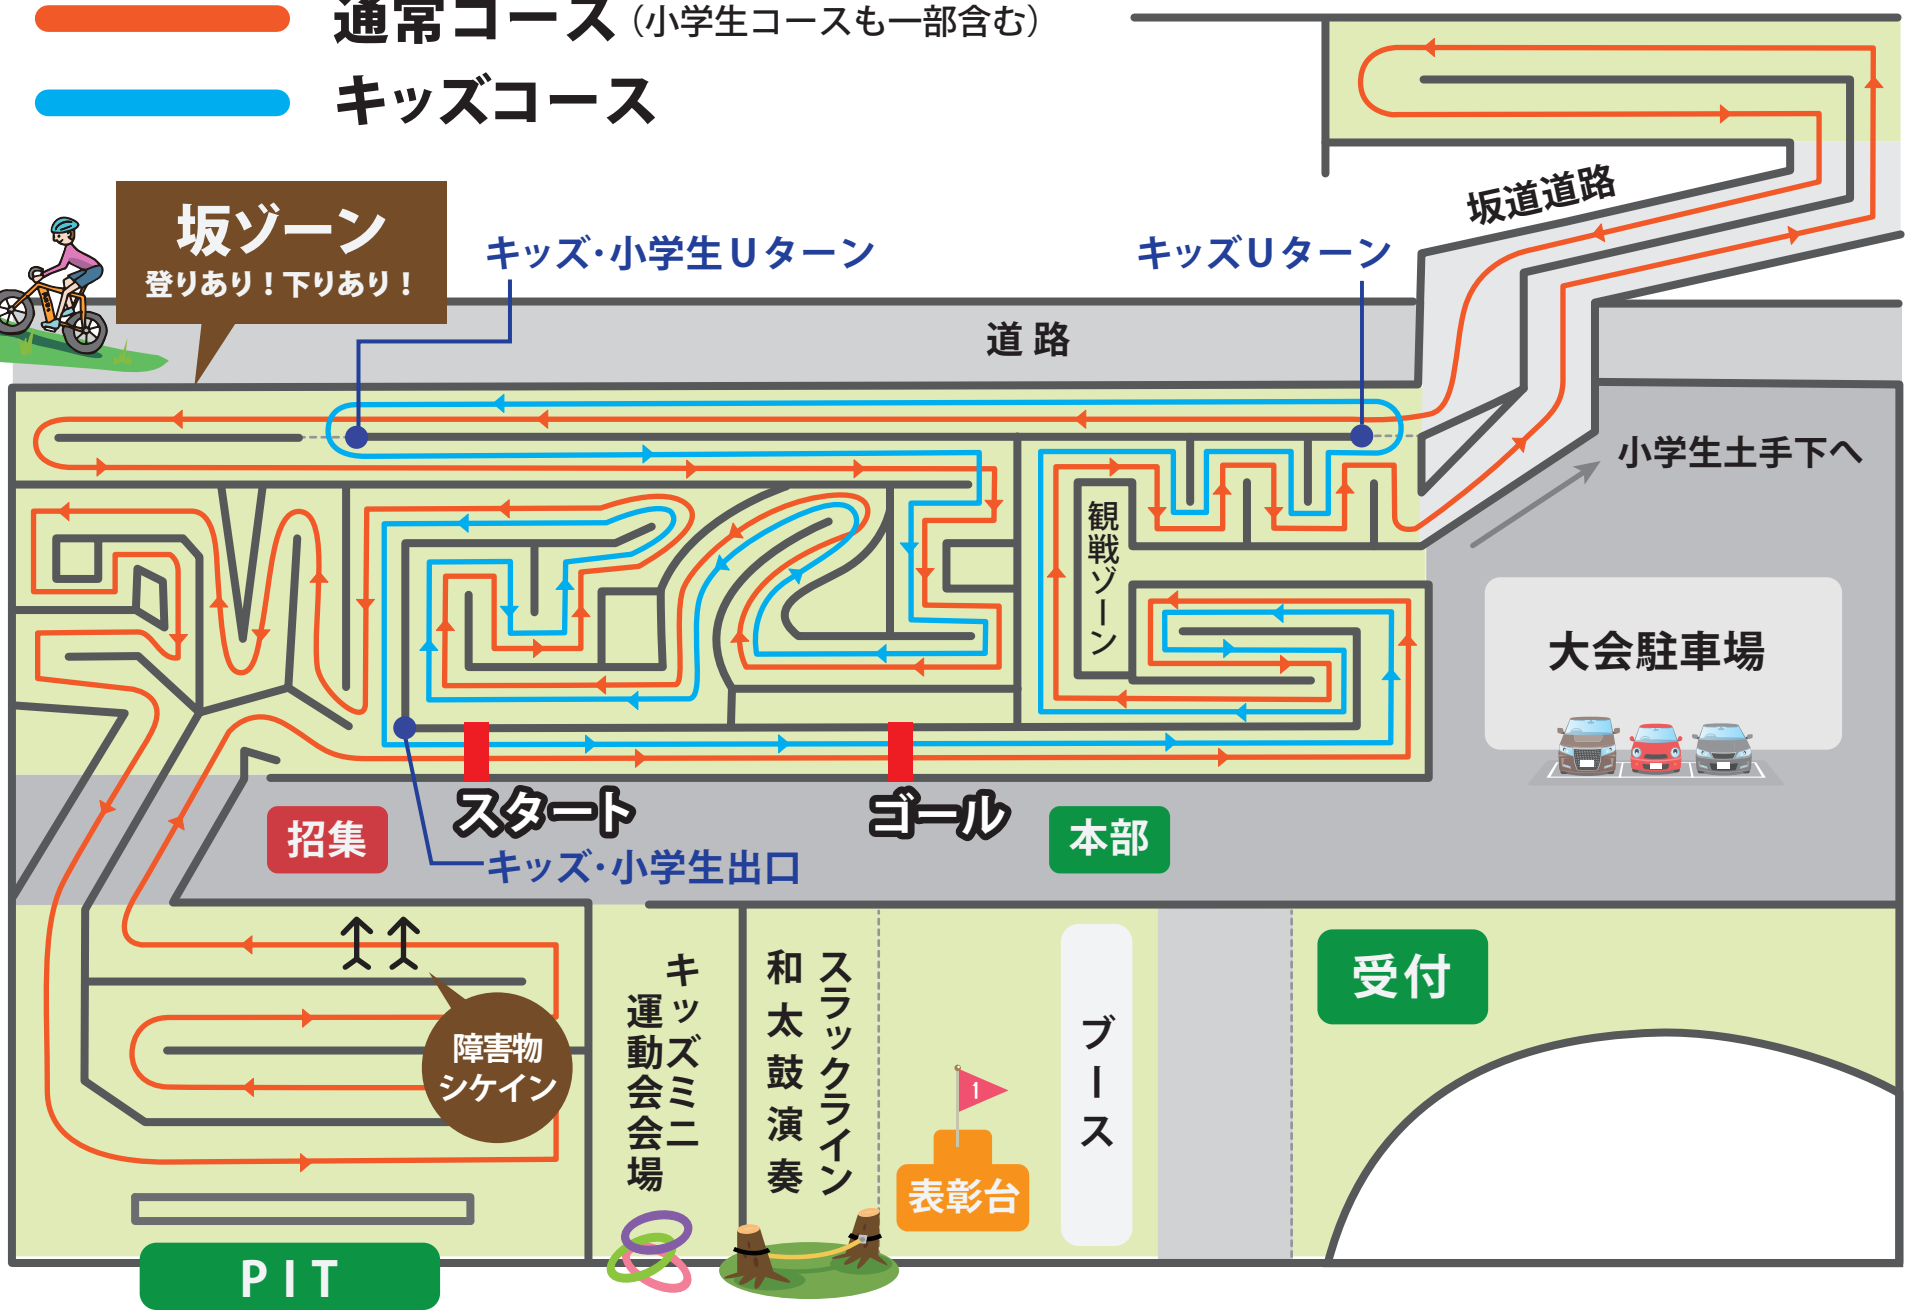 通常コース（小学生コースも一部含む）
キッズコース
坂ゾーン
登りあり！下りあり！
キッズ・小学生Uターン
キッズUターン
坂道道路
道路
小学生土手下へ
観戦ゾーン
大会駐車場
スタート
ゴール
招集
本部
キッズ・小学生出口
障害物
シケイン
キッズミニ
運動会会場
スラックライン
和太鼓演奏
1
表彰台
ブース
受付
PIT